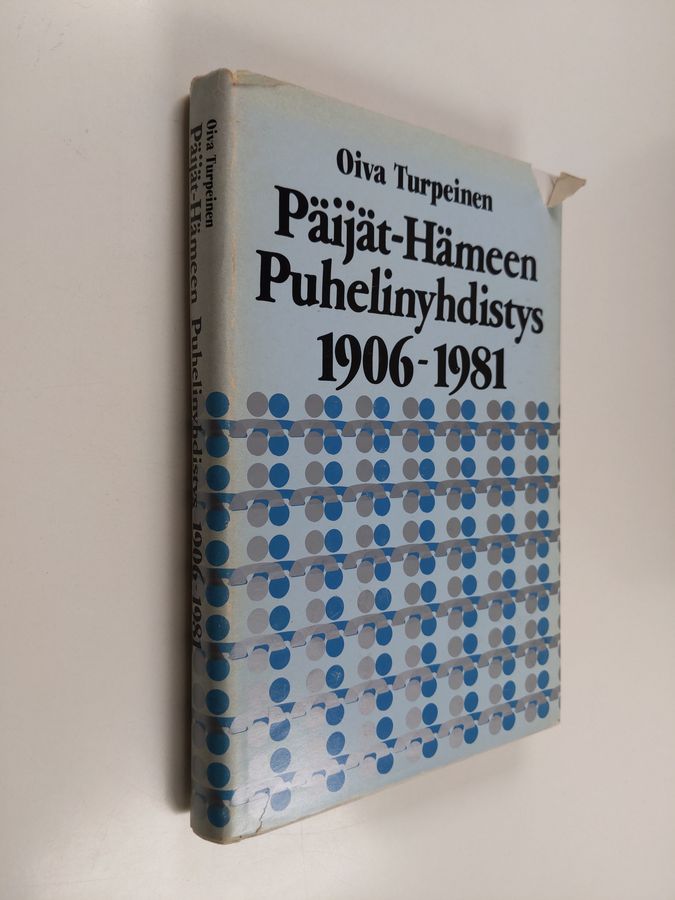 Oiva Turpeinen
Päijät-Hämeen
Puhelinyhdistys
1906-1981
Oiva Turpeinen
Päijät-Hämeen Puhelinyhdistys 1906-1981